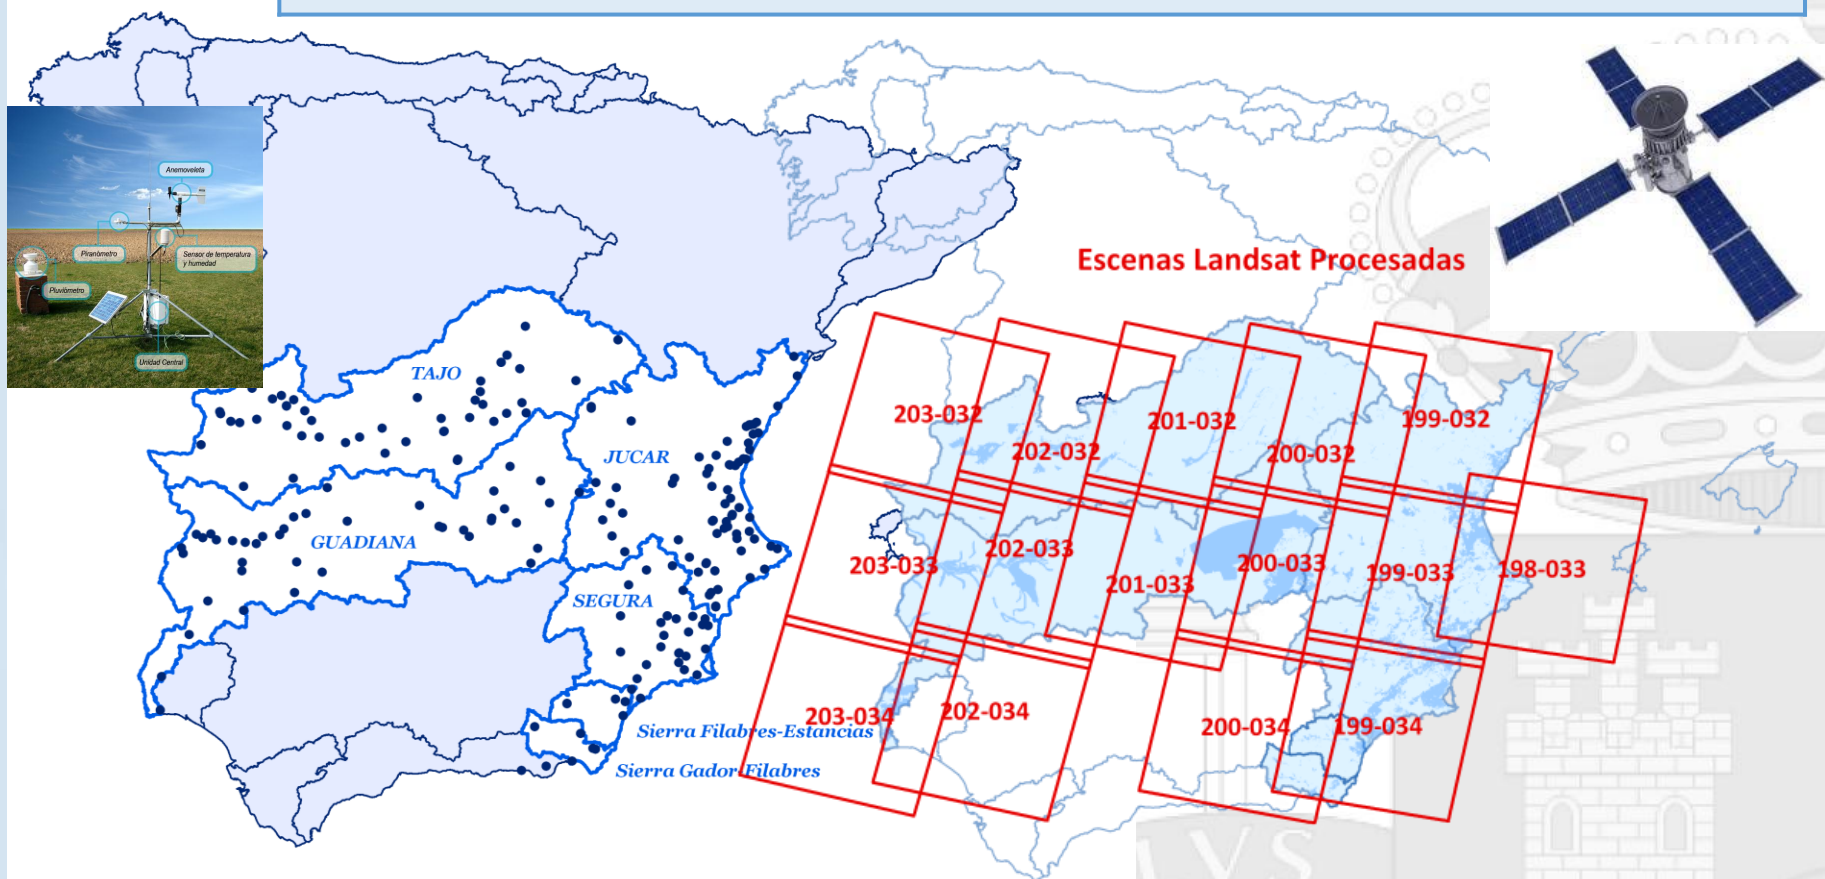 Anemoveleta
Piranómetro
Sensor de temperatura
y humedad
Pluviómetro
Unidad Central
TAJO
JUCAR
GUADIANA
SEGURA
Sierra Filabres-Estancias
Sierra Gador-Filabres
Escenas Landsat Procesadas
203-032
202-032
201-032
200-032
199-032
203-033
202-033
201-033
200-033
199-033
198-033
203-034
202-034
200-034
199-034
VS